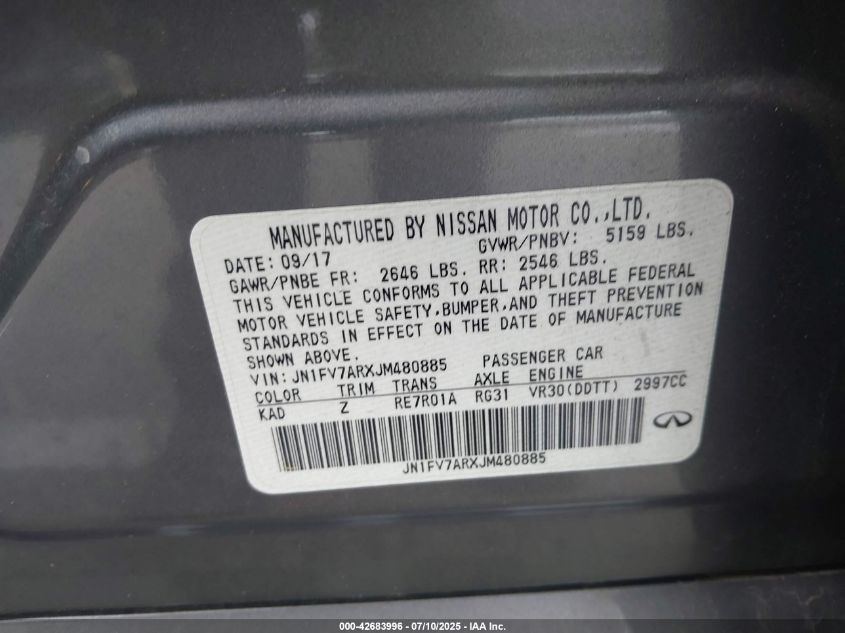 MANUFACTURED BY NISSAN MOTOR CO.,LTD.
DATE: 09/17 GVWR/PNBV: 5159 LBS.
GAWR/PNBE FR: 2646 LBS. RR: 2546 LBS.
THIS VEHICLE CONFORMS TO ALL APPLICABLE FEDERAL
MOTOR VEHICLE SAFETY,BUMPER,AND THEFT PREVENTION
STANDARDS IN EFFECT ON THE DATE OF MANUFACTURE
SHOWN ABOVE.
VIN: JN1FV7ARXJM480885 PASSENGER CAR
COLOR TRIM TRANS AXLE ENGINE
KAD Z RE7R01A RG31 VR30(DDTT) 2997CC
JN1FV7ARXJM480885
000-42683996 - 07/10/2025 - IAA Inc.